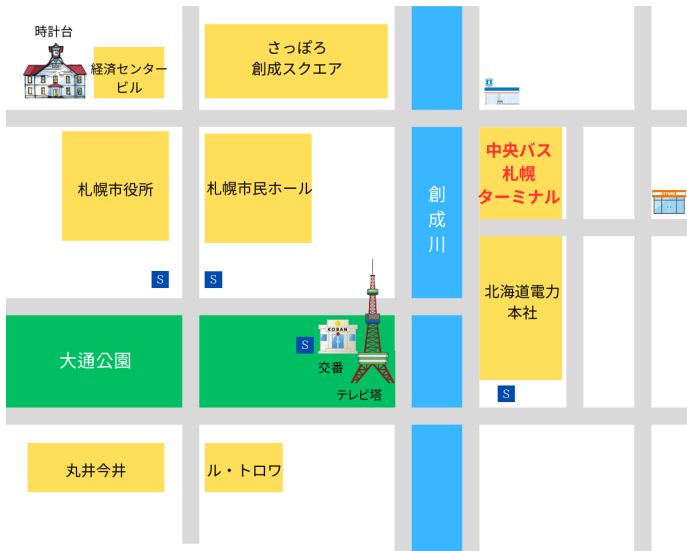 時計台
経済センター
ビル
さっぽろ
創成スクエア
中央バス
札幌
ターミナル
札幌市役所
札幌市民ホール
創
成
川
STORE
S
S
北海道電力
本社
大通公園
S
KOBAN
交番
テレビ塔
S
丸井今井
ル・トロワ